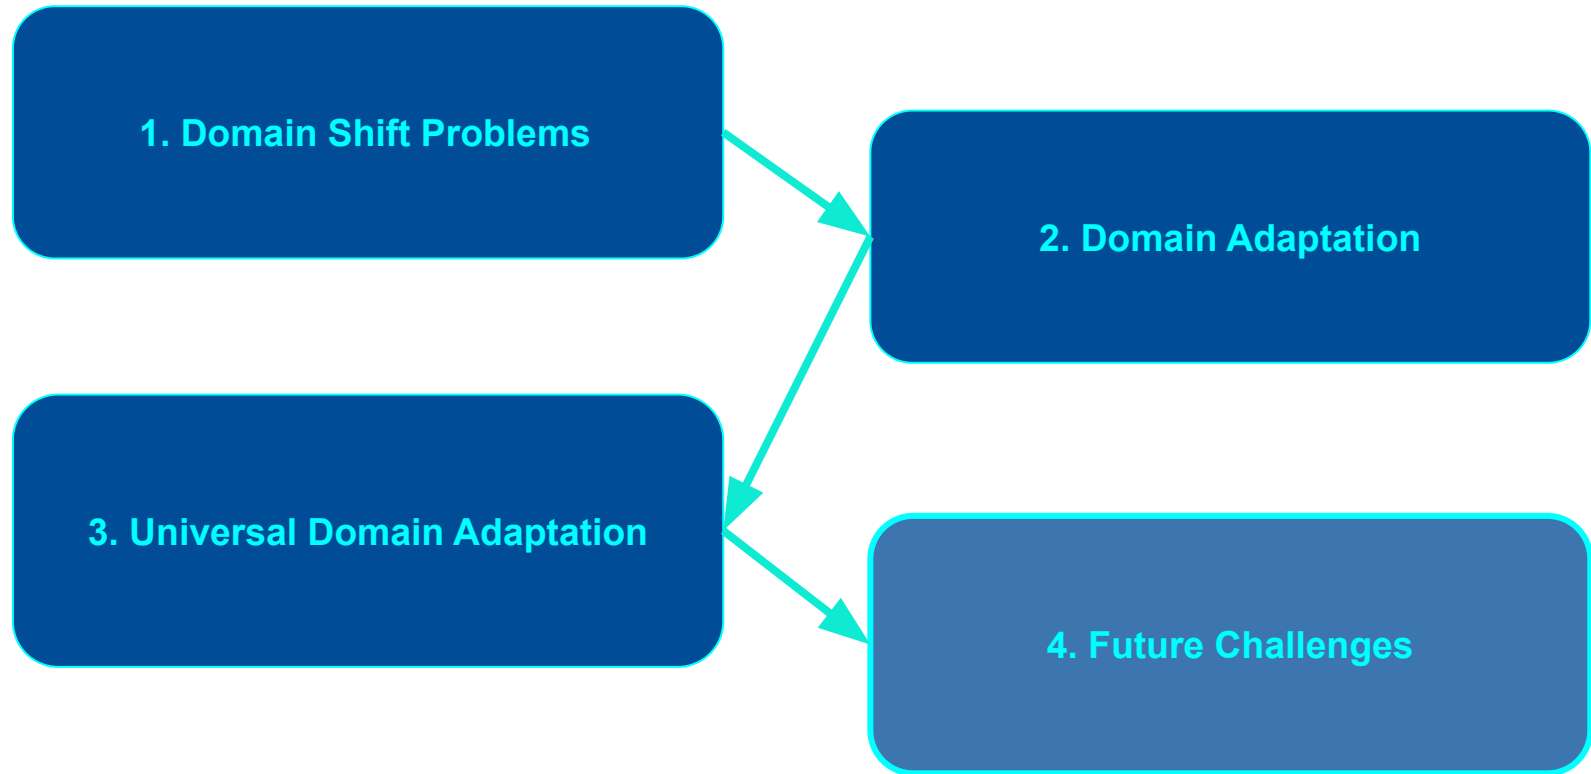 1. Domain Shift Problems
2. Domain Adaptation
3. Universal Domain Adaptation
4. Future Challenges